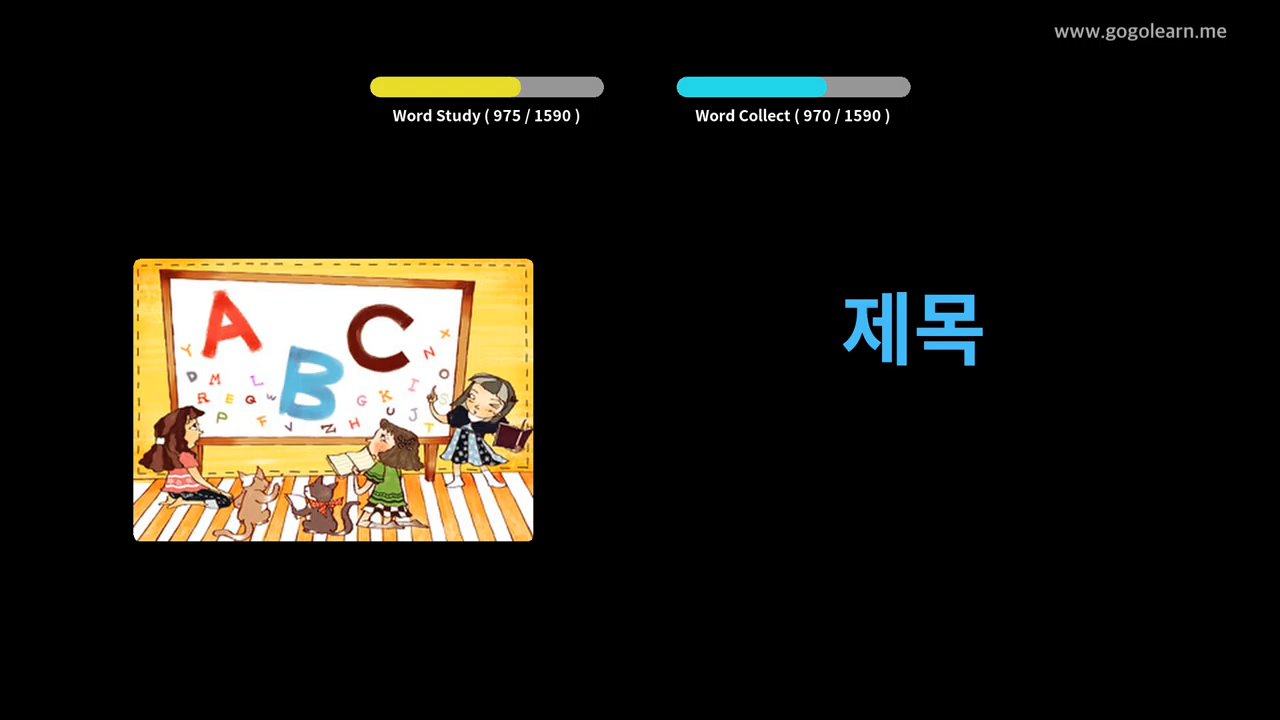 www.gogolearn.me
Word Study ( 975 / 1590 )
Word Collect ( 970 / 1590 )
제목
A
B
C
Y
X
N
D
M
L
O
I
R
E
Q
W
G
K
S
P
F
V
Z
H
U
J
T